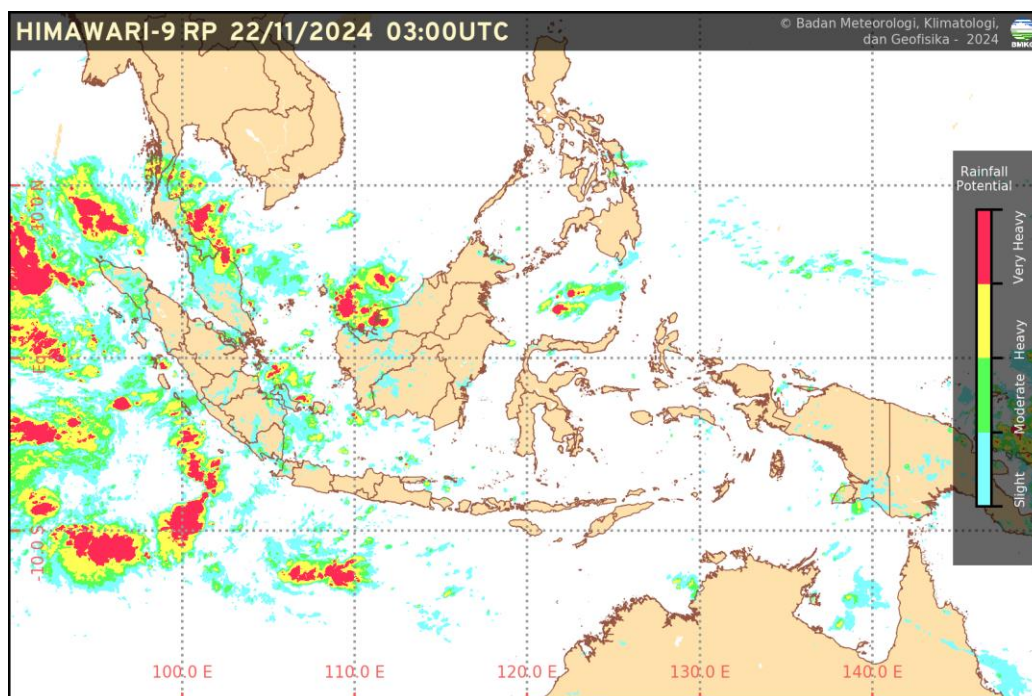 HIMAWARI-9 RP 22/11/2024 03:00UTC
© Badan Meteorologi, Klimatologi,
dan Geofisika - 2024
BMKG
Rainfall
Potential
Very Heavy
Heavy
Moderate
Slight
10.0 N
E
-10.0 S
100.0 E
110.0 E
120.0 E
130.0 E
140.0 E